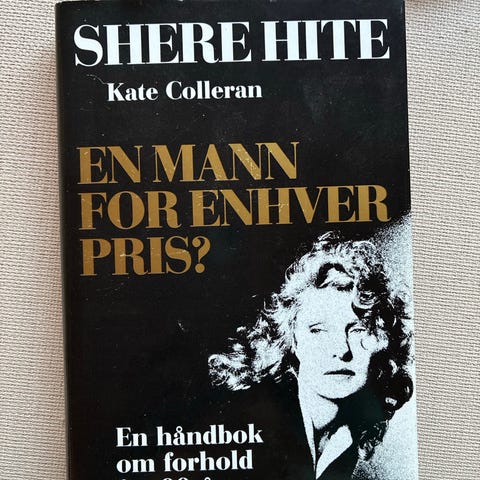 SHERE HITE
Kate Colleran
EN MANN
FOR ENHVER
PRIS?
En håndbok
om forhold